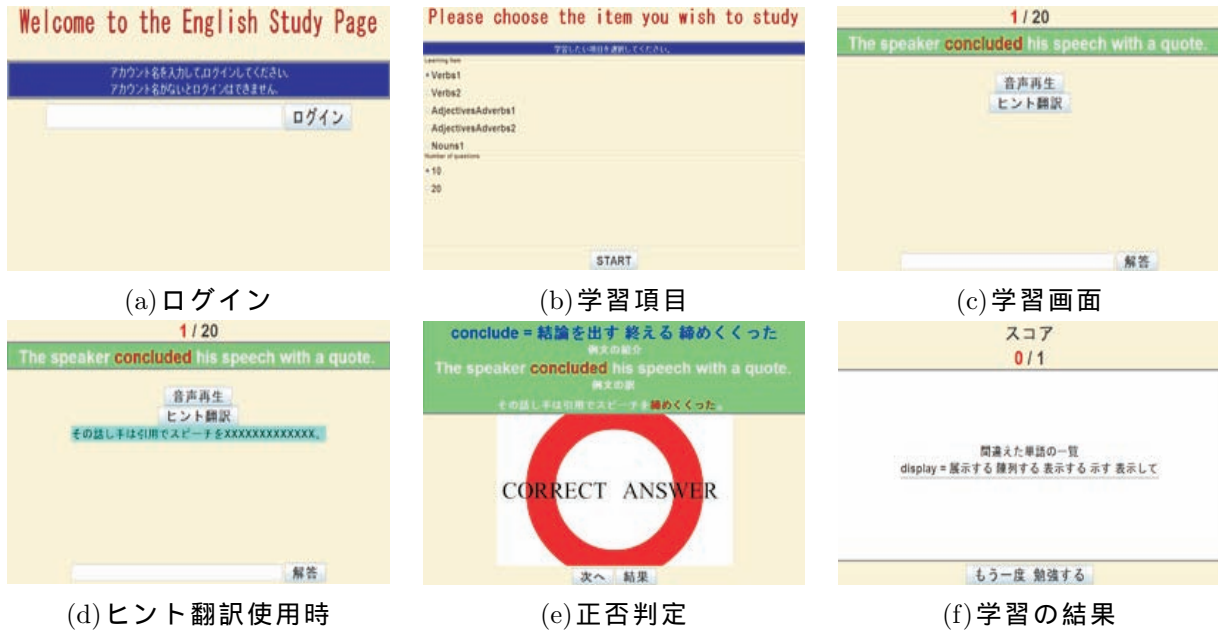 Welcome to the English Study Page
アカウント名を入力して,ログインしてください。
アカウント名がないとログインはできません。
ログイン
(a)ログイン
Please choose the item you wish to study
学習したい項目を選択してください。
Learning Item
Verbs1
Verbs2
AdjectivesAdverbs1
AdjectivesAdverbs2
Nouns1
Number of questions
10
20
START
(b)学習項目
1 / 20
The speaker concluded his speech with a quote.
音声再生
ヒント翻訳
解答
(c)学習画面
1 / 20
The speaker concluded his speech with a quote.
音声再生
ヒント翻訳
その話し手は引用でスピーチをXXXXXXXXXXXXX。
解答
(d)ヒント翻訳使用時
conclude = 結論を出す 終える 締めくくった
例文の紹介
The speaker concluded his speech with a quote.
例文の訳
その話し手は引用でスピーチを締めくくった。
CORRECT ANSWER
次へ 結果
(e)正否判定
スコア
0 / 1
間違えた単語の一覧
display = 展示する 陳列する 表示する 示す 表示して
もう一度 勉強する
(f)学習の結果